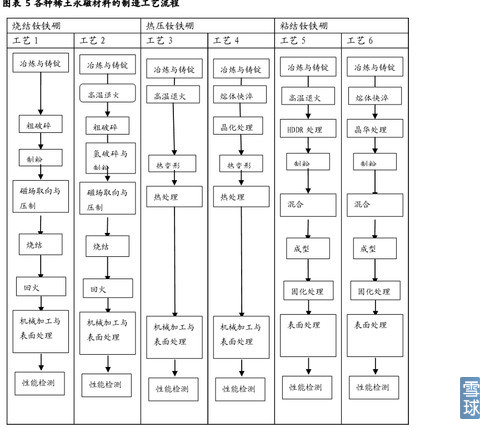 图表 5 各种稀土永磁材料的制造工艺流程
烧结钕铁硼
热压钕铁硼
粘结钕铁硼
工艺 1
工艺 2
工艺 3
工艺 4
工艺 5
工艺 6
冶炼与铸锭
粗破碎
制粉
磁场取向与
压制
烧结
回火
机械加工与
表面处理
性能检测
冶炼与铸锭
高温退火
粗破碎
氢破碎与
制粉
磁场取向与
压制
烧结
回火
机械加工与
表面处理
性能检测
冶炼与铸锭
高温退火
热变形
热处理
机械加工与
表面处理
性能检测
冶炼与铸锭
熔体快淬
晶化处理
热变形
热处理
机械加工与
表面处理
性能检测
冶炼与铸锭
高温退火
HDDR 处理
制粉
混合
成型
固化处理
表面处理
性能检测
冶炼与铸锭
熔体快淬
晶华处理
制粉
混合
成型
固化处理
表面处理
性能检测
雪
球